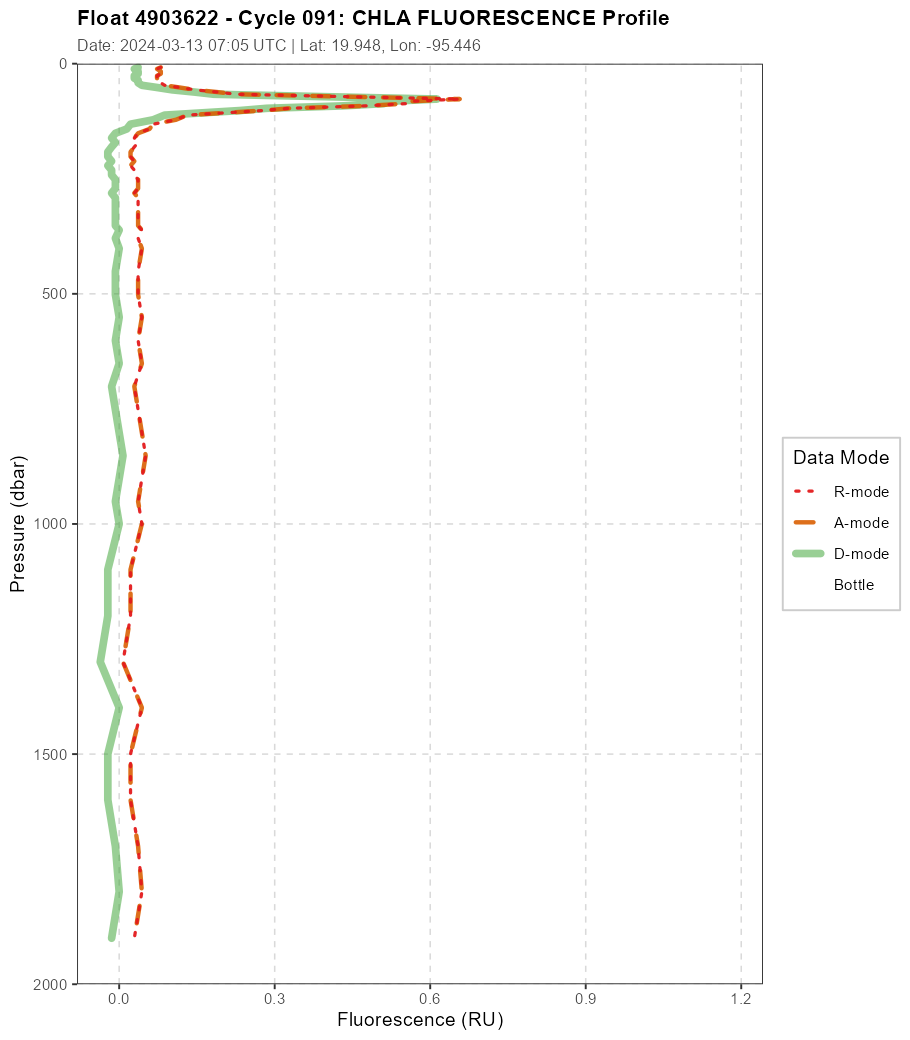 Float 4903622 - Cycle 091: CHLA FLUORESCENCE Profile
Date: 2024-03-13 07:05 UTC | Lat: 19.948, Lon: -95.446
0
500
1000
1500
2000
Pressure (dbar)
0.0
0.3
0.6
0.9
1.2
Fluorescence (RU)
Data Mode
R-mode
A-mode
D-mode
Bottle